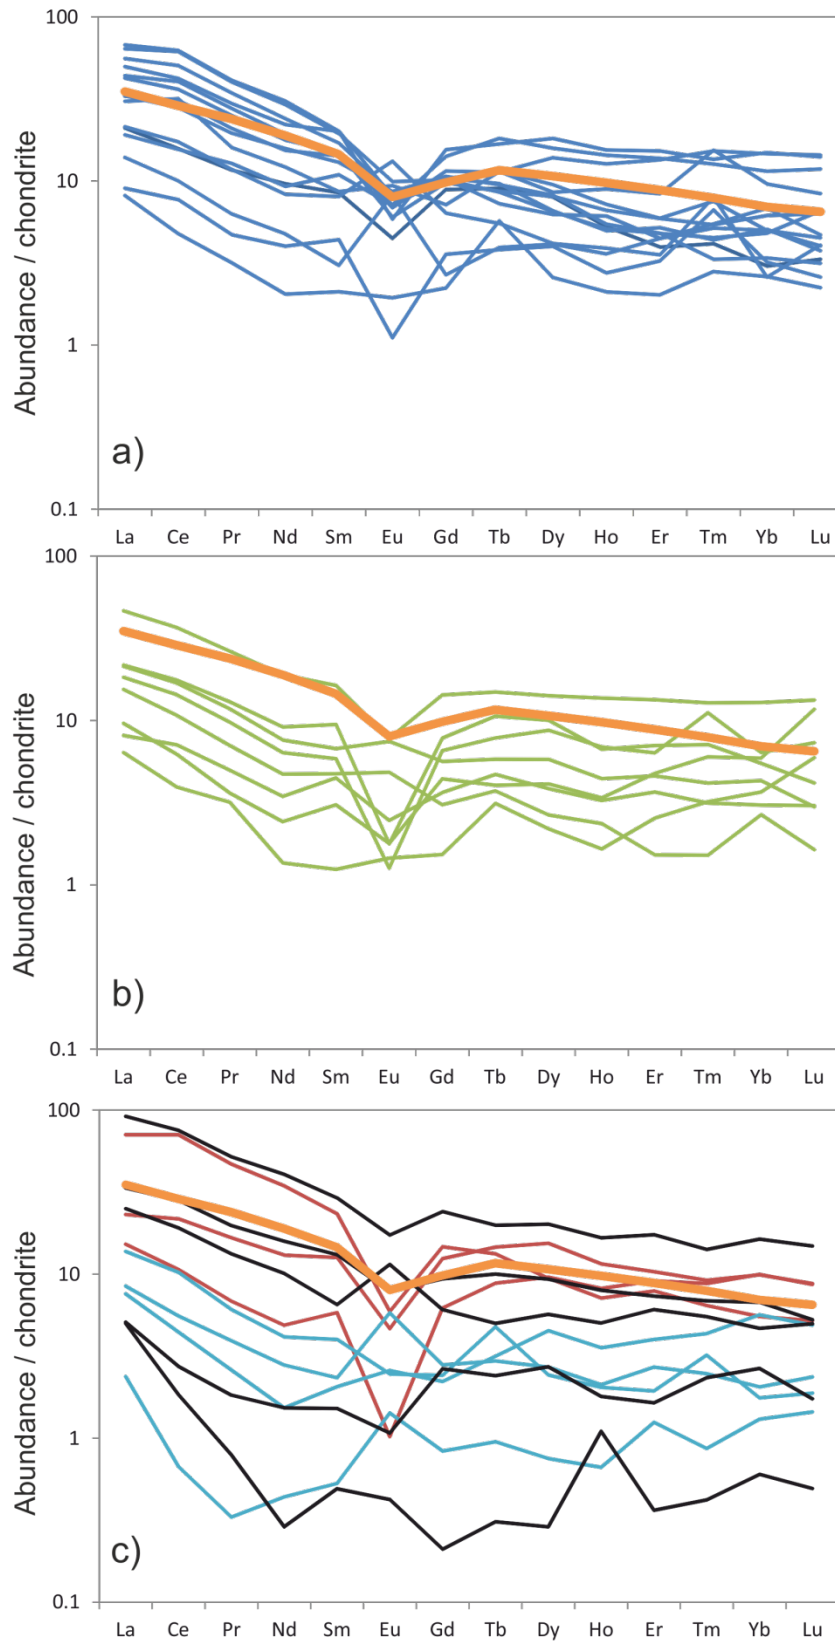 100
10
1
0.1
Abundance / chondrite
a)
La Ce Pr Nd Sm Eu Gd Tb Dy Ho Er Tm Yb Lu
100
10
1
0.1
Abundance / chondrite
b)
La Ce Pr Nd Sm Eu Gd Tb Dy Ho Er Tm Yb Lu
100
10
1
0.1
Abundance / chondrite
c)
La Ce Pr Nd Sm Eu Gd Tb Dy Ho Er Tm Yb Lu